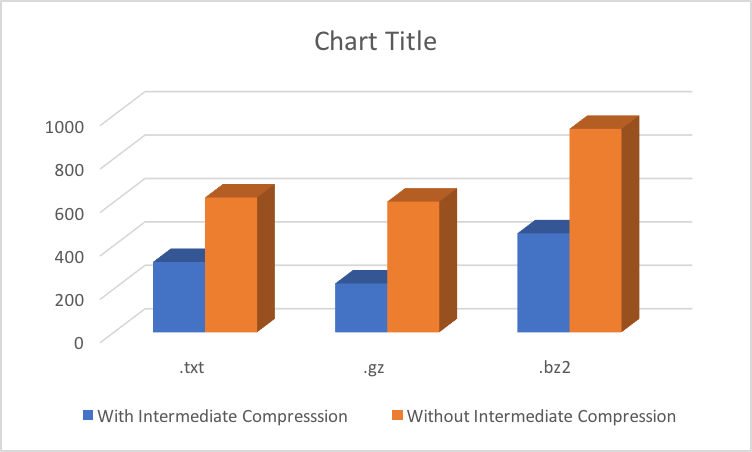 Chart Title
1000
800
600
400
200
0
.txt .gz .bz2
With Intermediate Compresssion Without Intermediate Compression